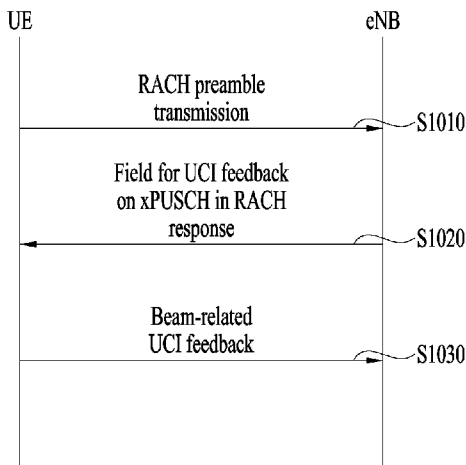 UE
eNB
RACH preamble
transmission
S1010
Field for UCI feedback
on xPUSCH in RACH
response
S1020
Beam-related
UCI feedback
S1030